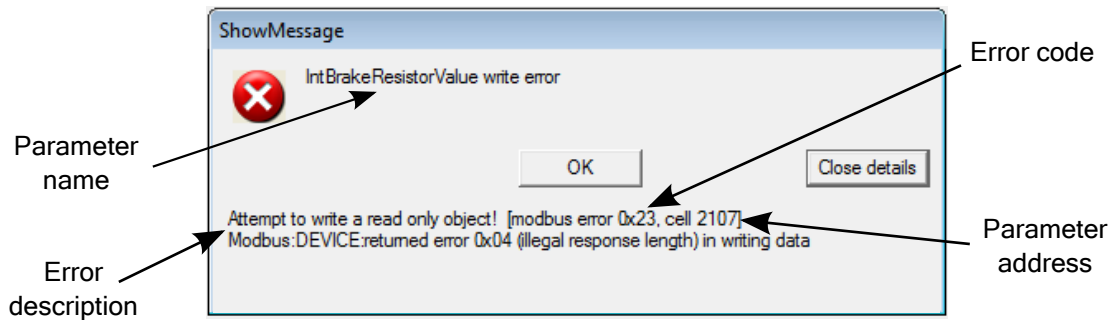 ShowMessage
Error code
IntBrakeResistorValue write error
Parameter
name
OK
Close details
Attempt to write a read only object!  [modbus error 0x23, cell 2107]
Modbus:DEVICE:returned error 0x04 (illegal response length) in writing data
Parameter
address
Error
description